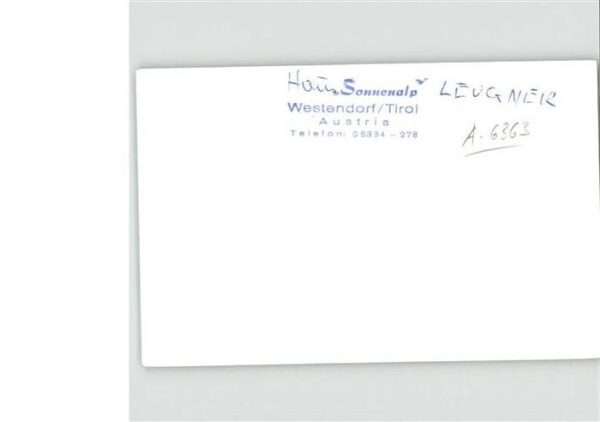 Haus Sonnenalp LEUGNER
Westendorf/Tirol
Austria
Telefon: 05334-278
A-6363